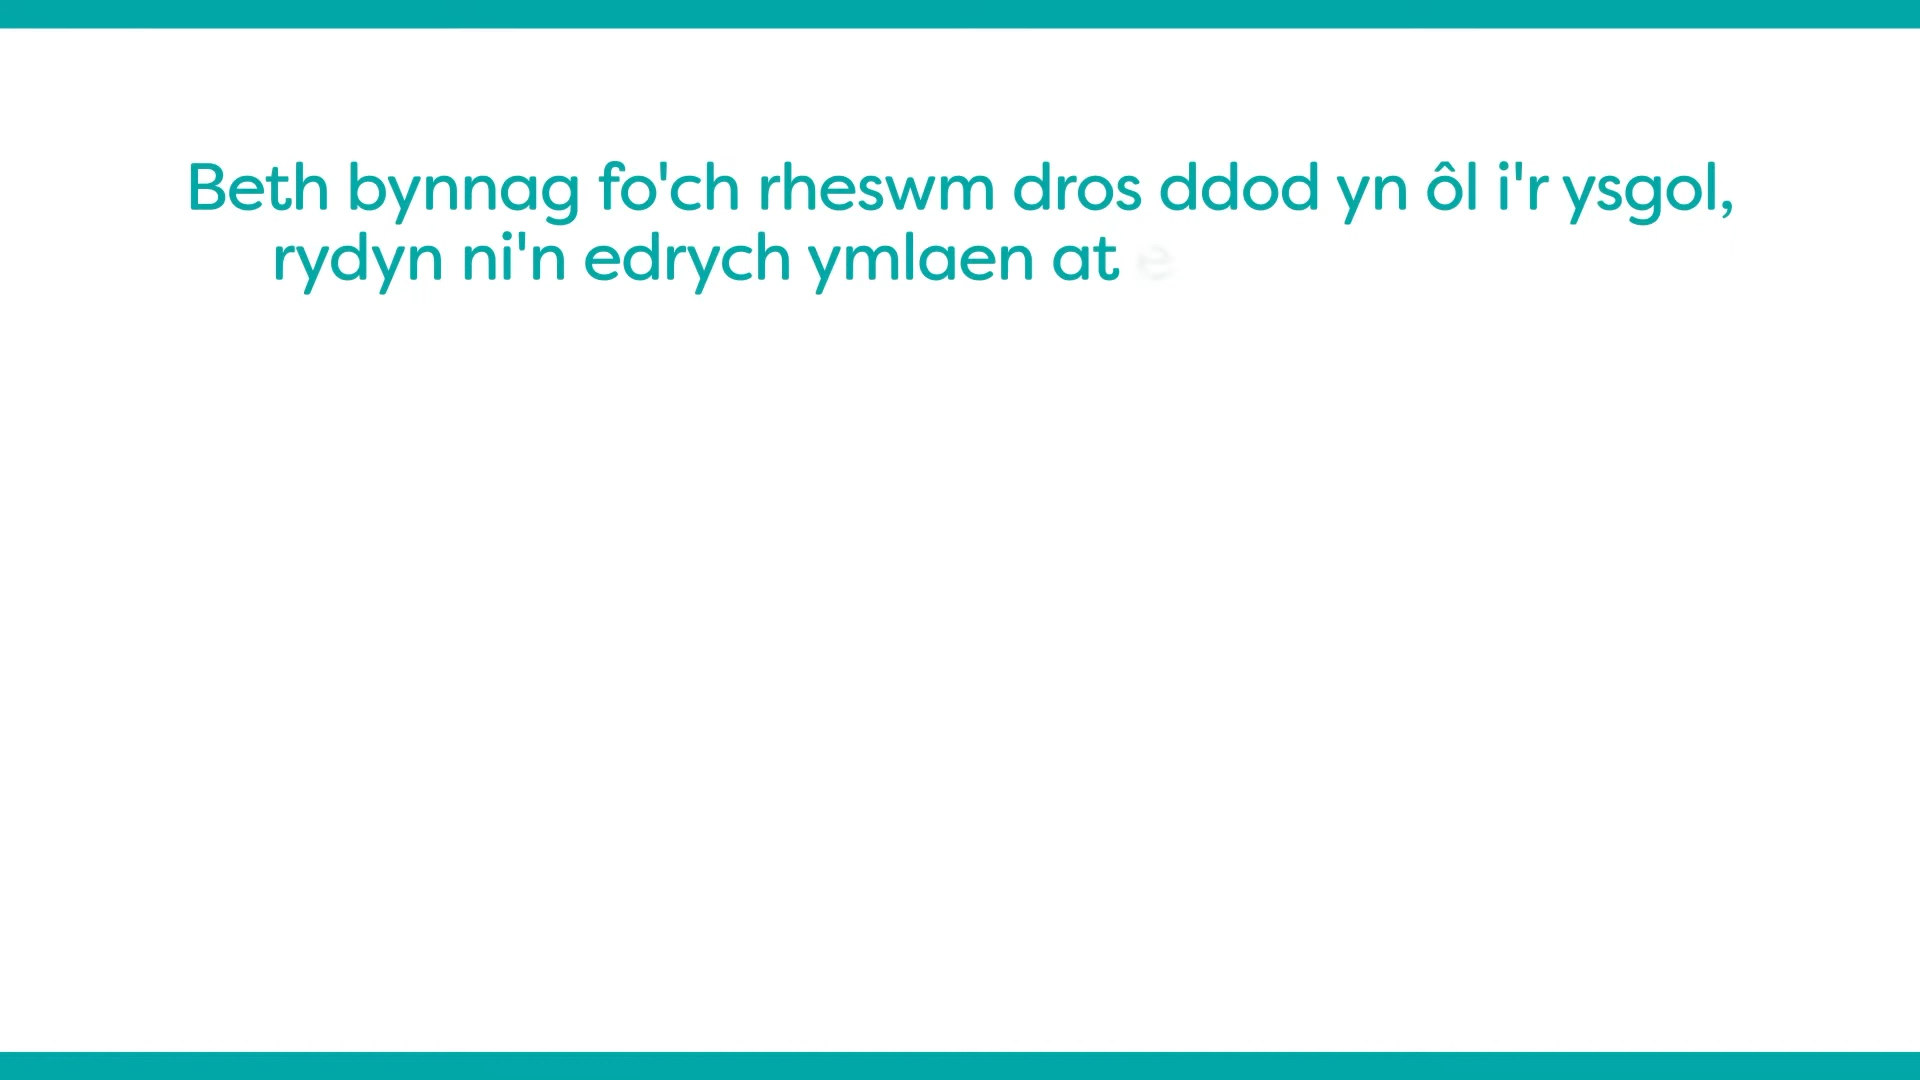 Beth bynnag fo'ch rheswm dros ddod yn ôl i'r ysgol,
rydyn ni'n edrych ymlaen at